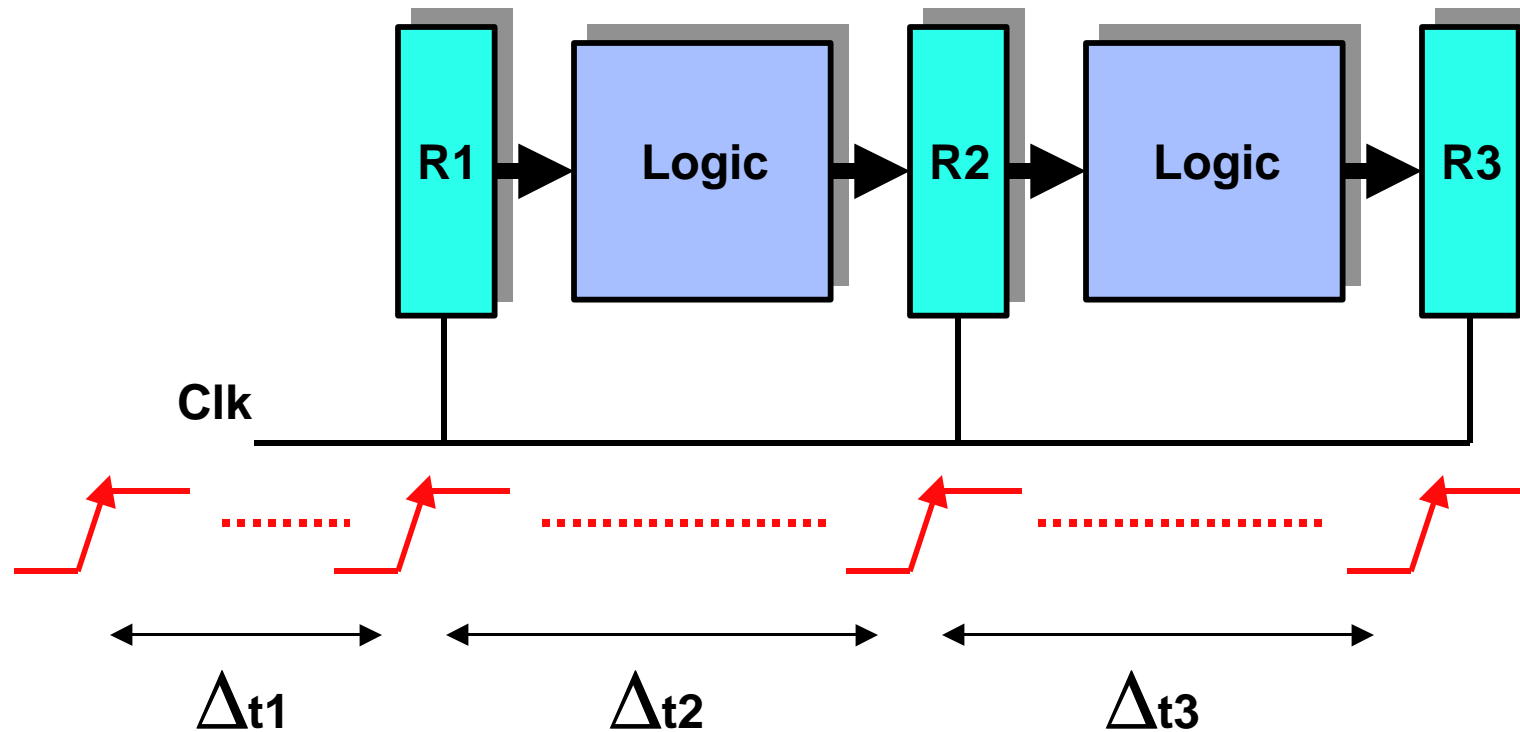 R1 Logic R2 Logic R3
Clk
Δt1 Δt2 Δt3